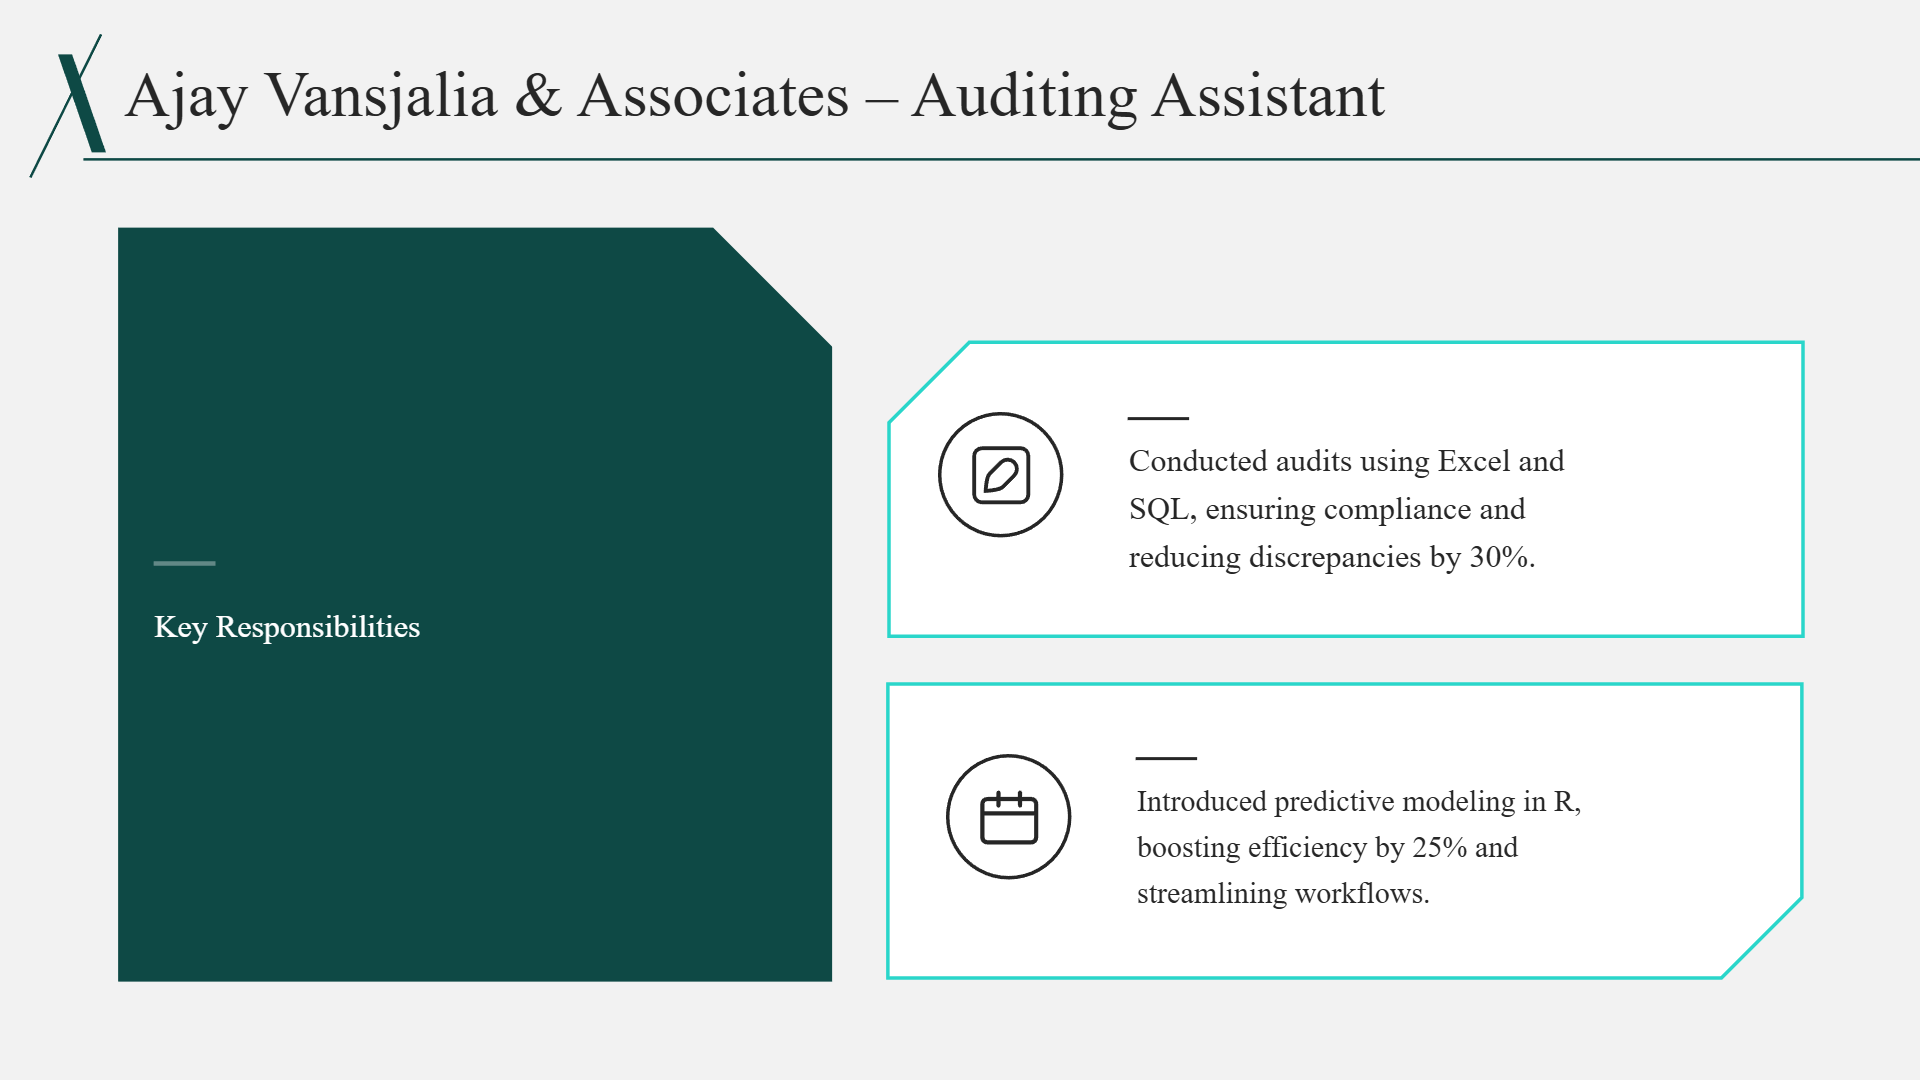 Ajay Vansjalia & Associates – Auditing Assistant
Key Responsibilities
Conducted audits using Excel and
SQL, ensuring compliance and
reducing discrepancies by 30%.
Introduced predictive modeling in R,
boosting efficiency by 25% and
streamlining workflows.